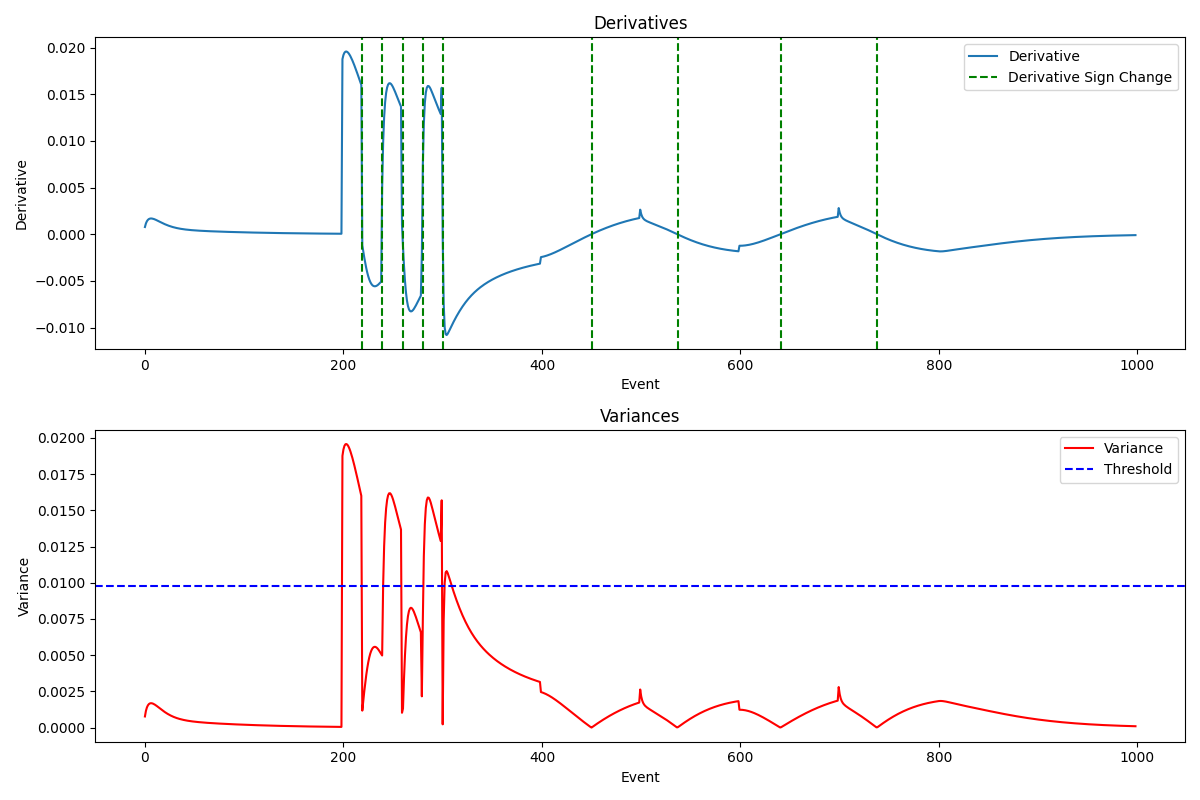 Derivatives
0.020
0.015
0.010
0.005
0.000
−0.005
−0.010
Derivative
Derivative
Derivative Sign Change
0 200 400 600 800 1000
Event
Variances
0.0200
0.0175
0.0150
0.0125
0.0100
0.0075
0.0050
0.0025
0.0000
Variance
Variance
Threshold
0 200 400 600 800 1000
Event